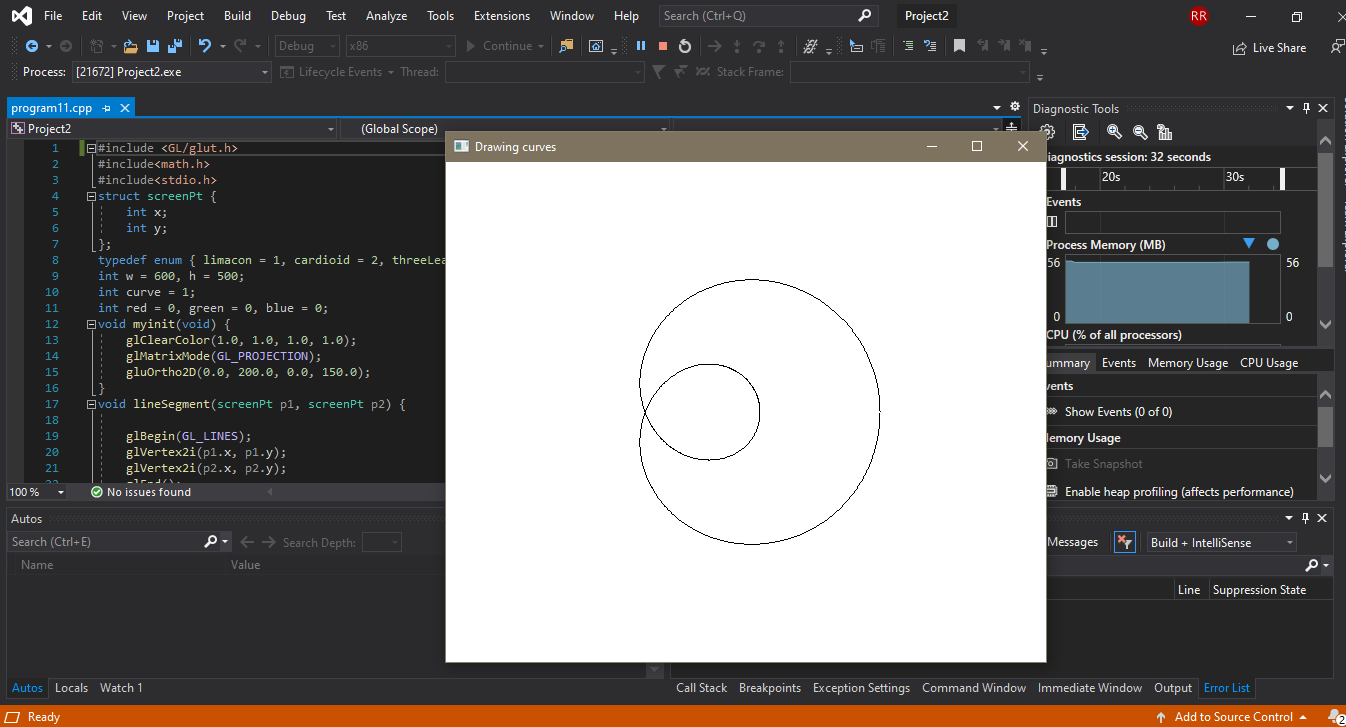 File Edit View Project Build Debug Test Analyze Tools Extensions Window Help Search (Ctrl+Q) Project2 RR
Debug x86 Continue Live Share
Process: [21672] Project2.exe Lifecycle Events Thread: Stack Frame:
program11.cpp
Project2 (Global Scope)
Drawing curves
1 #include <GL/glut.h>
2 #include<math.h>
3 #include<stdio.h>
4 struct screenPt {
5 int x;
6 int y;
7 };
8 typedef enum { limacon = 1, cardioid = 2, threeLea
9 int w = 600, h = 500;
10 int curve = 1;
11 int red = 0, green = 0, blue = 0;
12 void myinit(void) {
13 glClearColor(1.0, 1.0, 1.0, 1.0);
14 glMatrixMode(GL_PROJECTION);
15 gluOrtho2D(0.0, 200.0, 0.0, 150.0);
16 }
17 void lineSegment(screenPt p1, screenPt p2) {
18
19 glBegin(GL_LINES);
20 glVertex2i(p1.x, p1.y);
21 glVertex2i(p2.x, p2.y);
100 % No issues found
Diagnostic Tools
iagnostics session: 32 seconds
20s 30s
Events
Process Memory (MB)
56 56
0 0
CPU (% of all processors)
ummary Events Memory Usage CPU Usage
vents
Show Events (0 of 0)
lemory Usage
Take Snapshot
Enable heap profiling (affects performance)
Autos
Search (Ctrl+E) Search Depth:
Name Value
Messages Build + IntelliSense
Line Suppression State
Autos Locals Watch 1
Call Stack Breakpoints Exception Settings Command Window Immediate Window Output Error List
Ready Add to Source Control 2